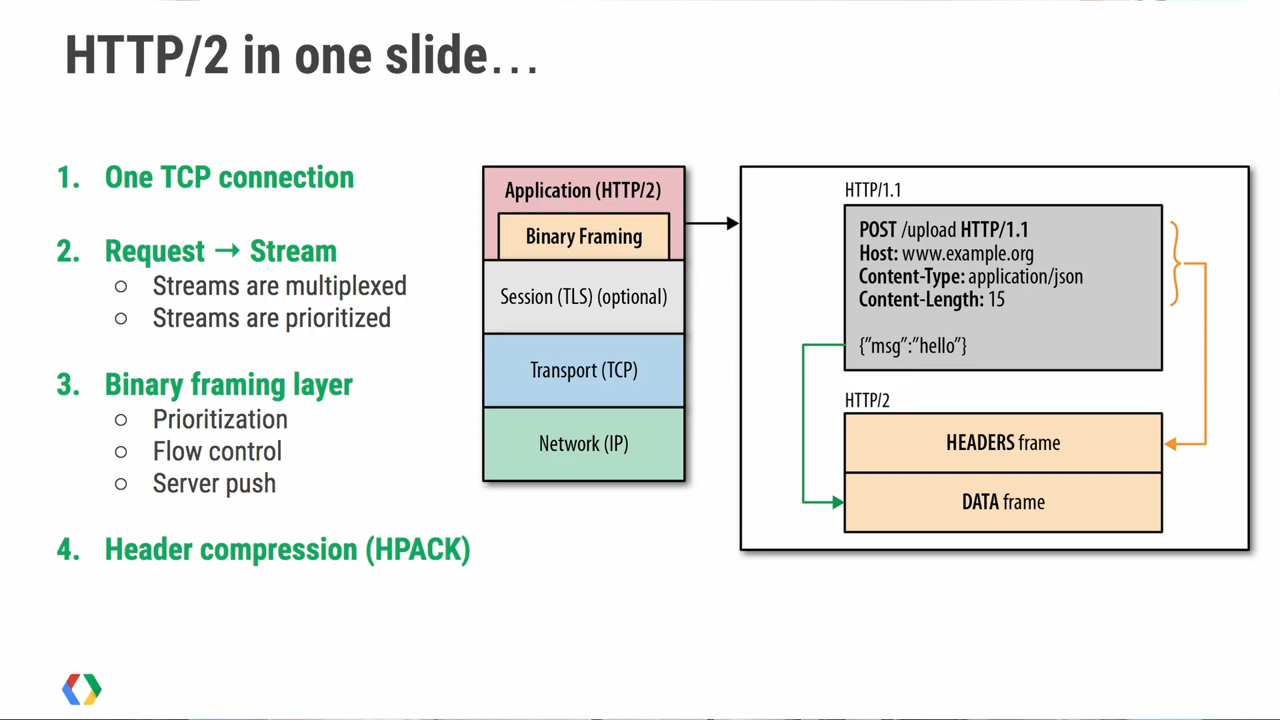 HTTP/2 in one slide…
1. One TCP connection
2. Request → Stream
○ Streams are multiplexed
○ Streams are prioritized
3. Binary framing layer
○ Prioritization
○ Flow control
○ Server push
4. Header compression (HPACK)
Application (HTTP/2)
Binary Framing
Session (TLS) (optional)
Transport (TCP)
Network (IP)
HTTP/1.1
POST /upload HTTP/1.1
Host: www.example.org
Content-Type: application/json
Content-Length: 15
{"msg":"hello"}
HTTP/2
HEADERS frame
DATA frame